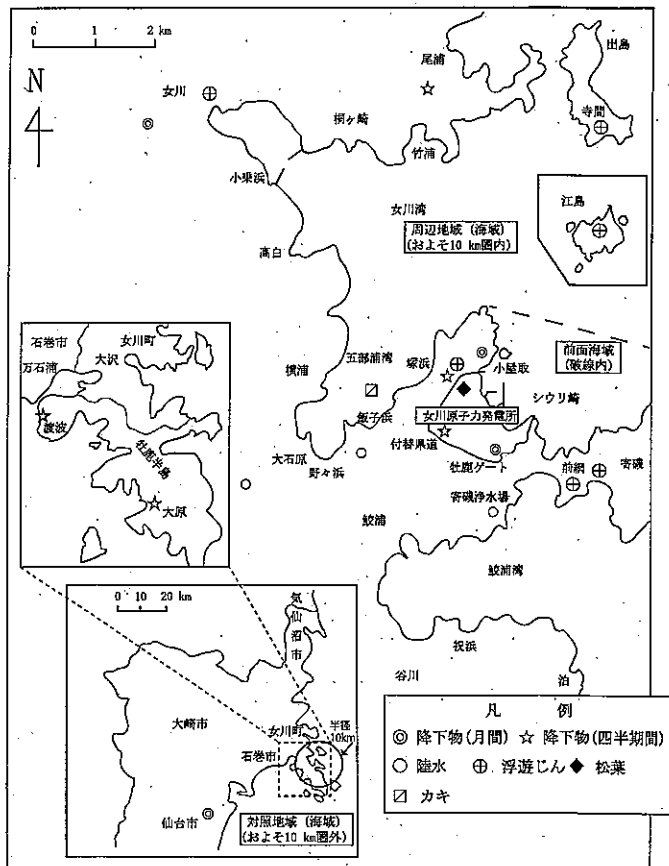 0 1 2 km
N
女川
尾浦
出島
桐ヶ崎
竹浦
寺間
小乗浜
女川湾
江島
周辺地域（海域）
（およそ10 km圏内）
高白
石巻市
女川町
万石浦
大沢
渡波
牡鹿半島
大原
横浦
五部浦湾
塚浜
小屋取
前面海域
（破線内）
飯子浜
女川原子力発電所
シウリ崎
付替県道
大石原
野々浜
牡鹿ゲート
前網
寄磯
寄磯浄水場
鮫浦
鮫浦湾
祝浜
谷川
泊
0 10 20 km
気仙沼市
大崎市
女川町
半径
10km
石巻市
仙台市
対照地域（海域）
（およそ10 km圏外）
凡 例
◎ 降下物(月間) ☆ 降下物(四半期間)
○ 陸水 ⊕ 浮遊じん ◆ 松葉
カキ